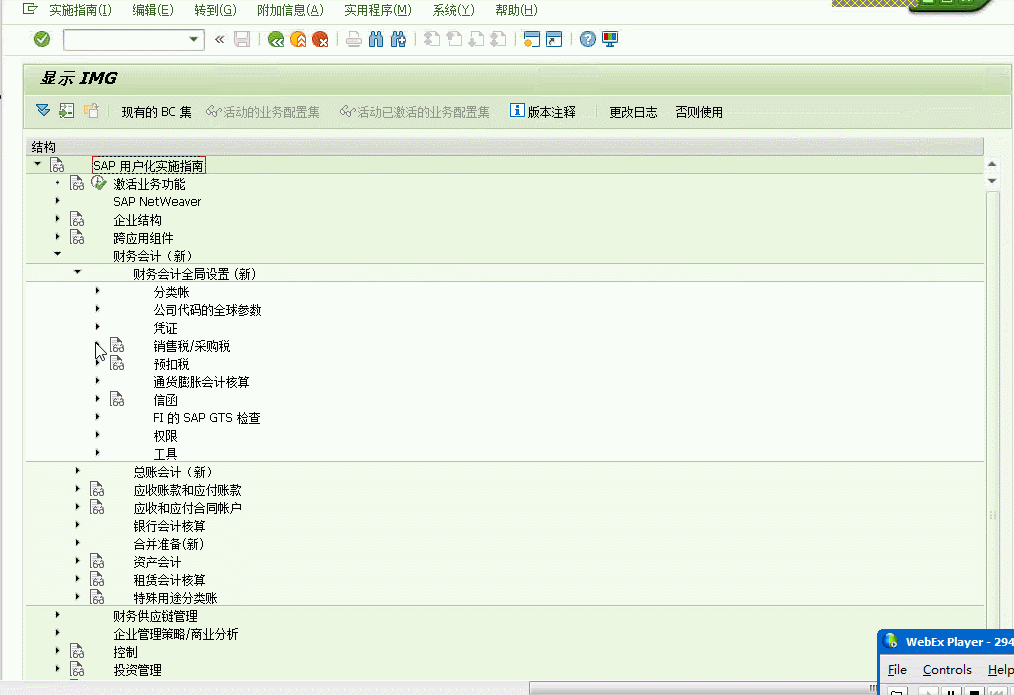 实施指南(I) 编辑(E) 转到(G) 附加信息(A) 实用程序(M) 系统(Y) 帮助(H)
显示 IMG
现有的 BC 集 活动的业务配置集 活动已激活的业务配置集 版本注释 更改日志 否则使用
结构
SAP 用户化实施指南
激活业务功能
SAP NetWeaver
企业结构
跨应用组件
财务会计（新）
财务会计全局设置 (新)
分类帐
公司代码的全球参数
凭证
销售税/采购税
预扣税
通货膨胀会计核算
信函
FI 的 SAP GTS 检查
权限
工具
总账会计（新）
应收账款和应付账款
应收和应付合同帐户
银行会计核算
合并准备(新)
资产会计
租赁会计核算
特殊用途分类账
财务供应链管理
企业管理策略/商业分析
控制
投资管理
WebEx Player - 294
File Controls Help